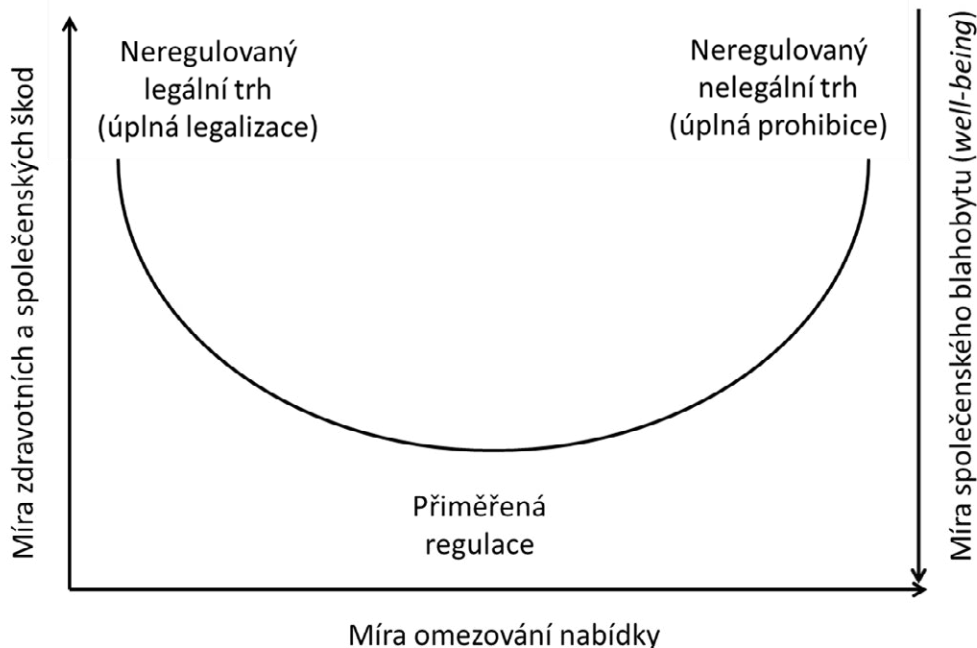 Míra zdravotních a společenských škod
Neregulovaný
legální trh
(úplná legalizace)
Neregulovaný
nelegální trh
(úplná prohibice)
Míra společenského blahobytu (well-being)
Přiměřená
regulace
Míra omezování nabídky